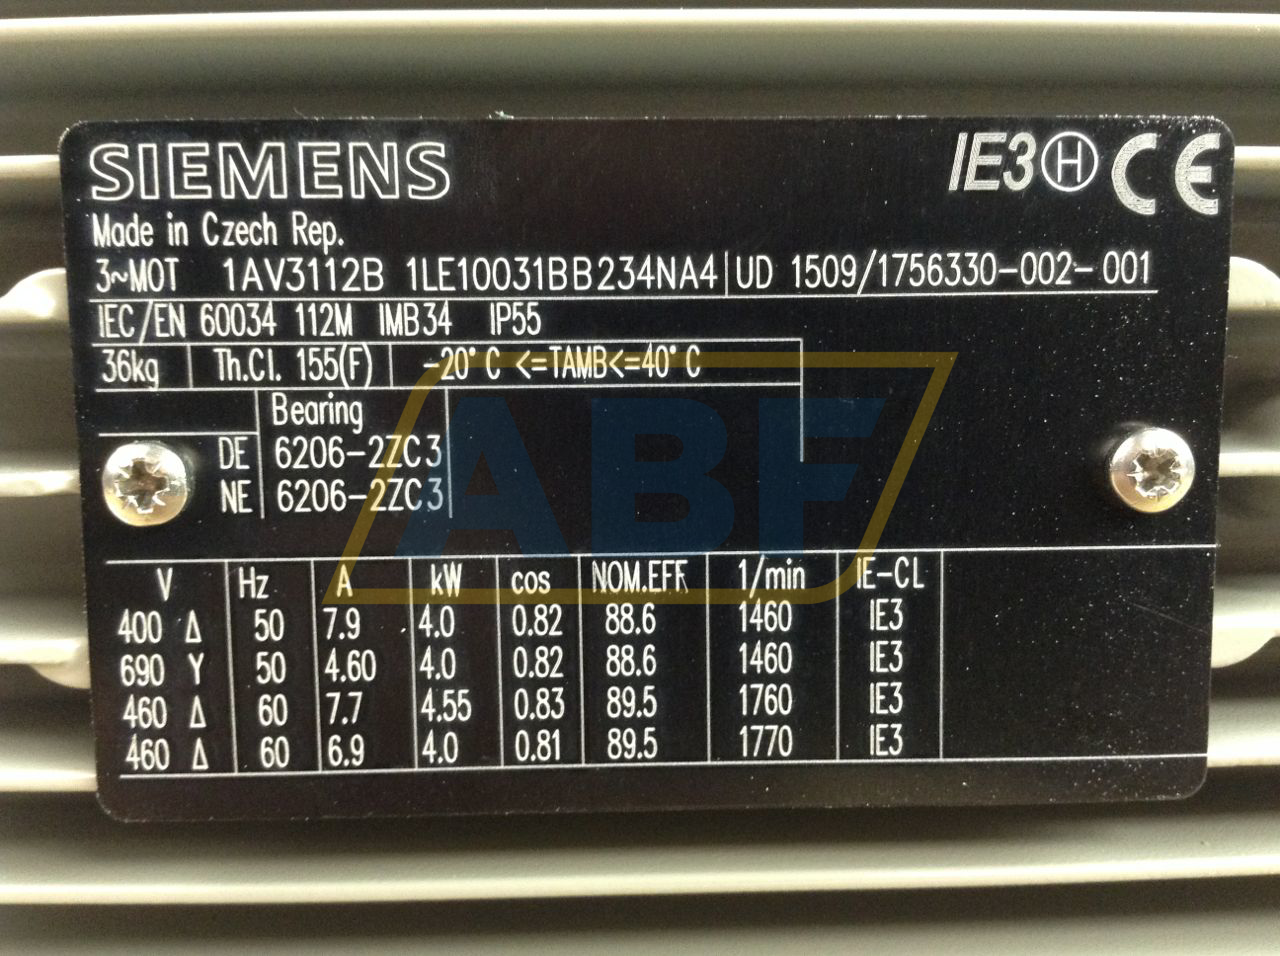 SIEMENS IE3 H CE
Made in Czech Rep.
3~MOT 1AV3112B 1LE10031BB234NA4 UD 1509/1756330-002-001
IEC/EN 60034 112M IMB34 IP55
36kg Th.Cl. 155(F) -20°C <=TAMB<=40°C
Bearing
DE 6206-2ZC3
NE 6206-2ZC3
ABF
V Hz A kW cos NOM.EFF 1/min IE-CL
400 Δ 50 7.9 4.0 0.82 88.6 1460 IE3
690 Y 50 4.60 4.0 0.82 88.6 1460 IE3
460 Δ 60 7.7 4.55 0.83 89.5 1760 IE3
460 Δ 60 6.9 4.0 0.81 89.5 1770 IE3